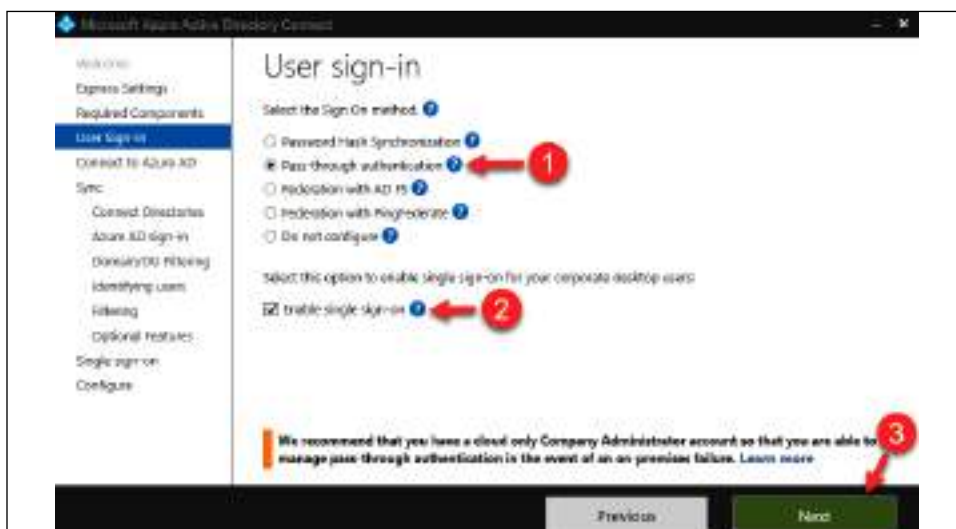 Microsoft Azure Active Directory Connect
Welcome
Express Settings
Required Components
User Sign-In
Connect to Azure AD
Sync
Connect Directories
Azure AD sign-in
Domain/OU Filtering
Identifying users
Filtering
Optional Features
Single sign-on
Configure
User sign-in
Select the Sign On method. ?
Password Hash Synchronization ?
Pass-through authentication ?
1
Federation with AD FS ?
Federation with PingFederate ?
Do not configure ?
Select this option to enable single sign-on for your corporate desktop users:
Enable single sign-on ?
2
We recommend that you have a cloud only Company Administrator account so that you are able to
manage pass-through authentication in the event of an on-premises failure. Learn more
3
Previous
Next